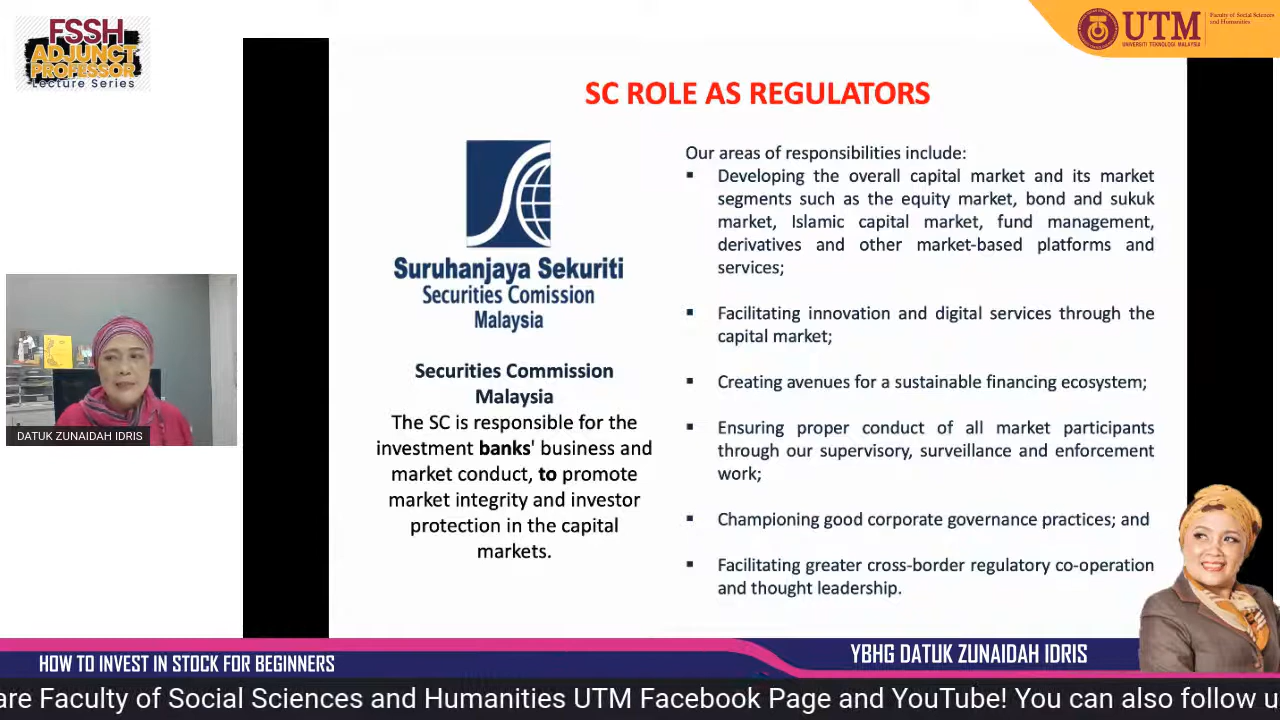 FSSH
ADJUNCT
PROFESSOR
Lecture Series
UTM
UNIVERSITI TEKNOLOGI MALAYSIA
Faculty of Social Sciences
and Humanities
SC ROLE AS REGULATORS
Suruhanjaya Sekuriti
Securities Comission
Malaysia
Securities Commission
Malaysia
The SC is responsible for the
investment banks' business and
market conduct, to promote
market integrity and investor
protection in the capital
markets.
Our areas of responsibilities include:
▪ Developing the overall capital market and its market
segments such as the equity market, bond and sukuk
market, Islamic capital market, fund management,
derivatives and other market-based platforms and
services;
▪ Facilitating innovation and digital services through the
capital market;
▪ Creating avenues for a sustainable financing ecosystem;
▪ Ensuring proper conduct of all market participants
through our supervisory, surveillance and enforcement
work;
▪ Championing good corporate governance practices; and
▪ Facilitating greater cross-border regulatory co-operation
and thought leadership.
DATUK ZUNAIDAH IDRIS
HOW TO INVEST IN STOCK FOR BEGINNERS
YBHG DATUK ZUNAIDAH IDRIS
are Faculty of Social Sciences and Humanities UTM Facebook Page and YouTube! You can also follow u